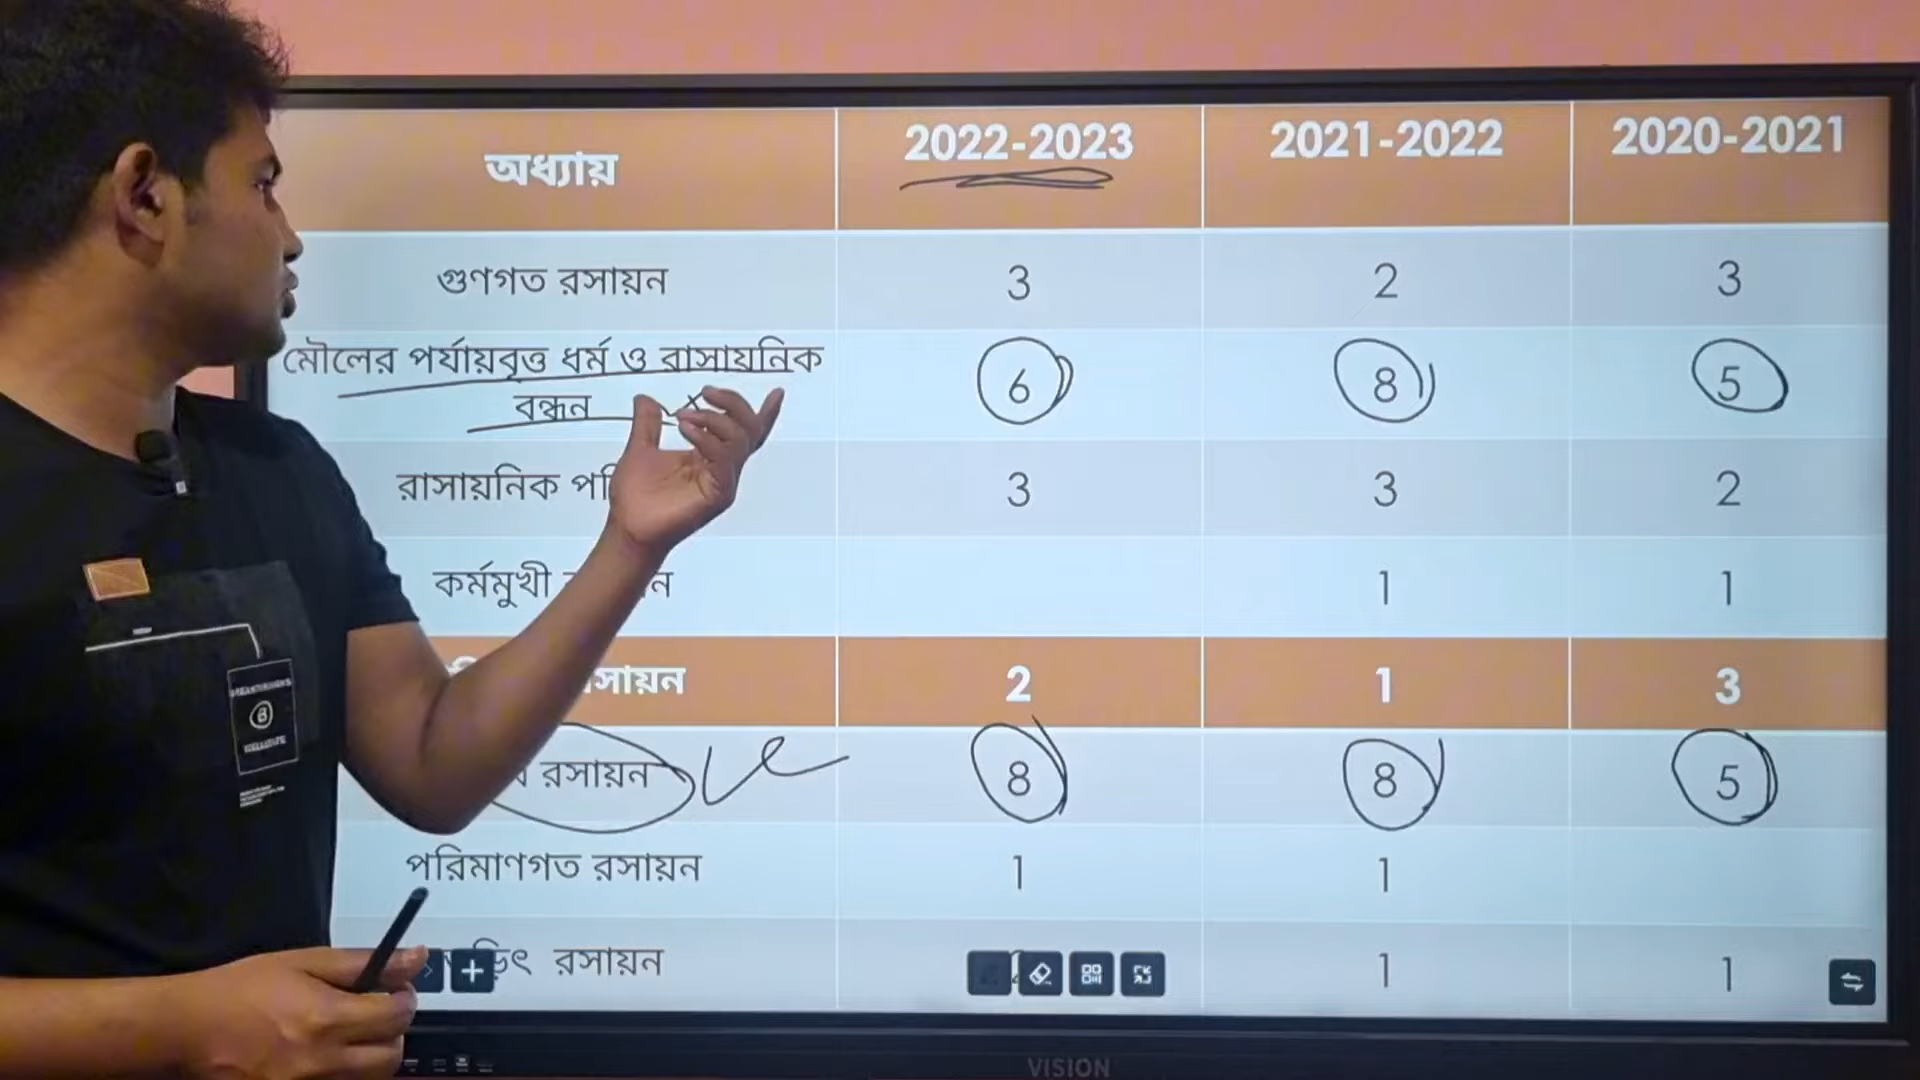 অধ্যায় 2022-2023 2021-2022 2020-2021
গুণগত রসায়ন 3 2 3
মৌলের পর্যায়বৃত্ত ধর্ম ও রাসায়নিক
বন্ধন 6 8 5
রাসায়নিক 3 3 2
কর্মমুখী 1 1
2 1 3
রসায়ন 8 8 5
পরিমাণগত রসায়ন 1 1
রসায়ন 1 1
VISION